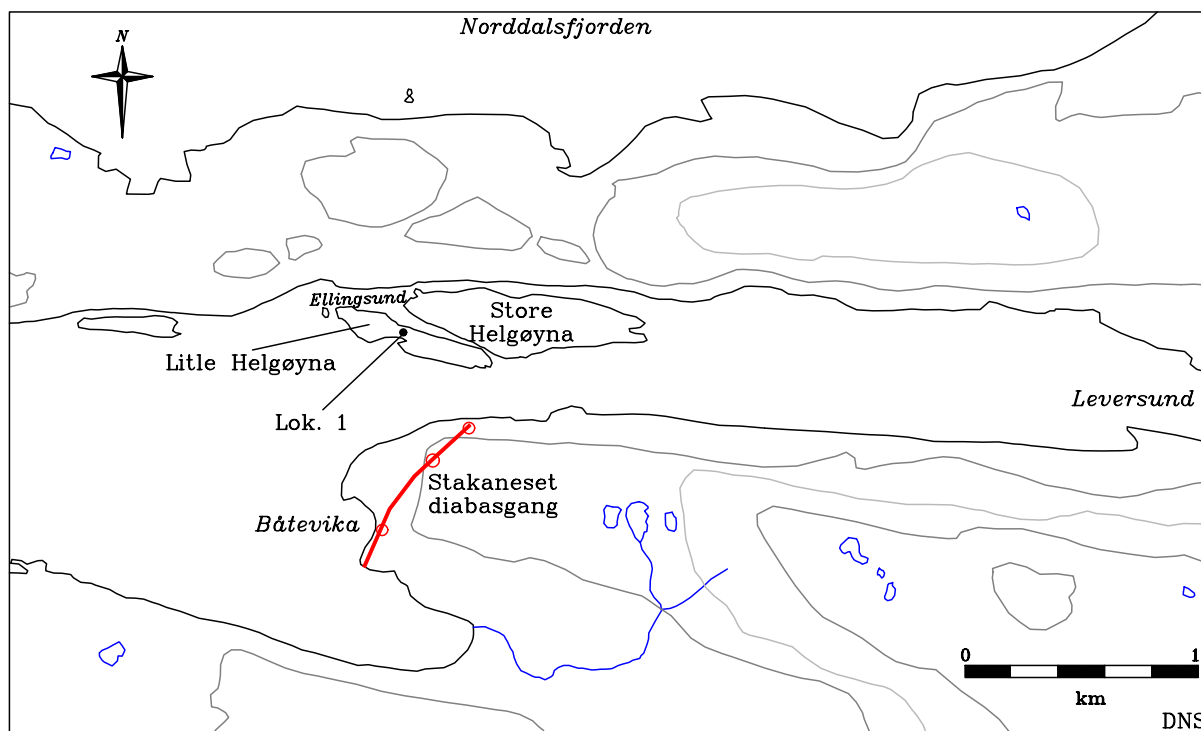 Norddalsfjorden
N
Ellingsund
Store
Helgøyna
Litle Helgøyna
Leversund
Lok. 1
Stakaneset
diabasgang
Båtevika
0 1
km
DNS